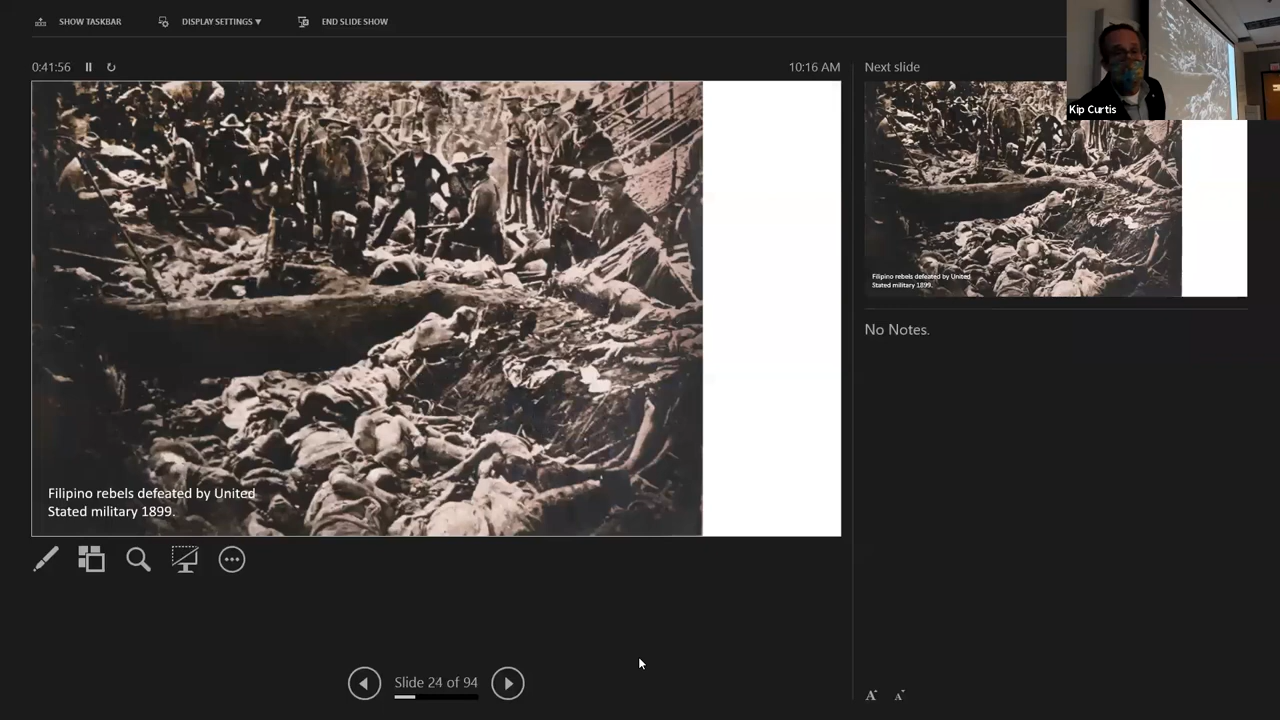 SHOW TASKBAR
DISPLAY SETTINGS ▼
END SLIDE SHOW
0:41:56
10:16 AM
Next slide
Kip Curtis
Filipino rebels defeated by United
Stated military 1899.
Filipino rebels defeated by United
Stated military 1899.
No Notes.
Slide 24 of 94
A
A